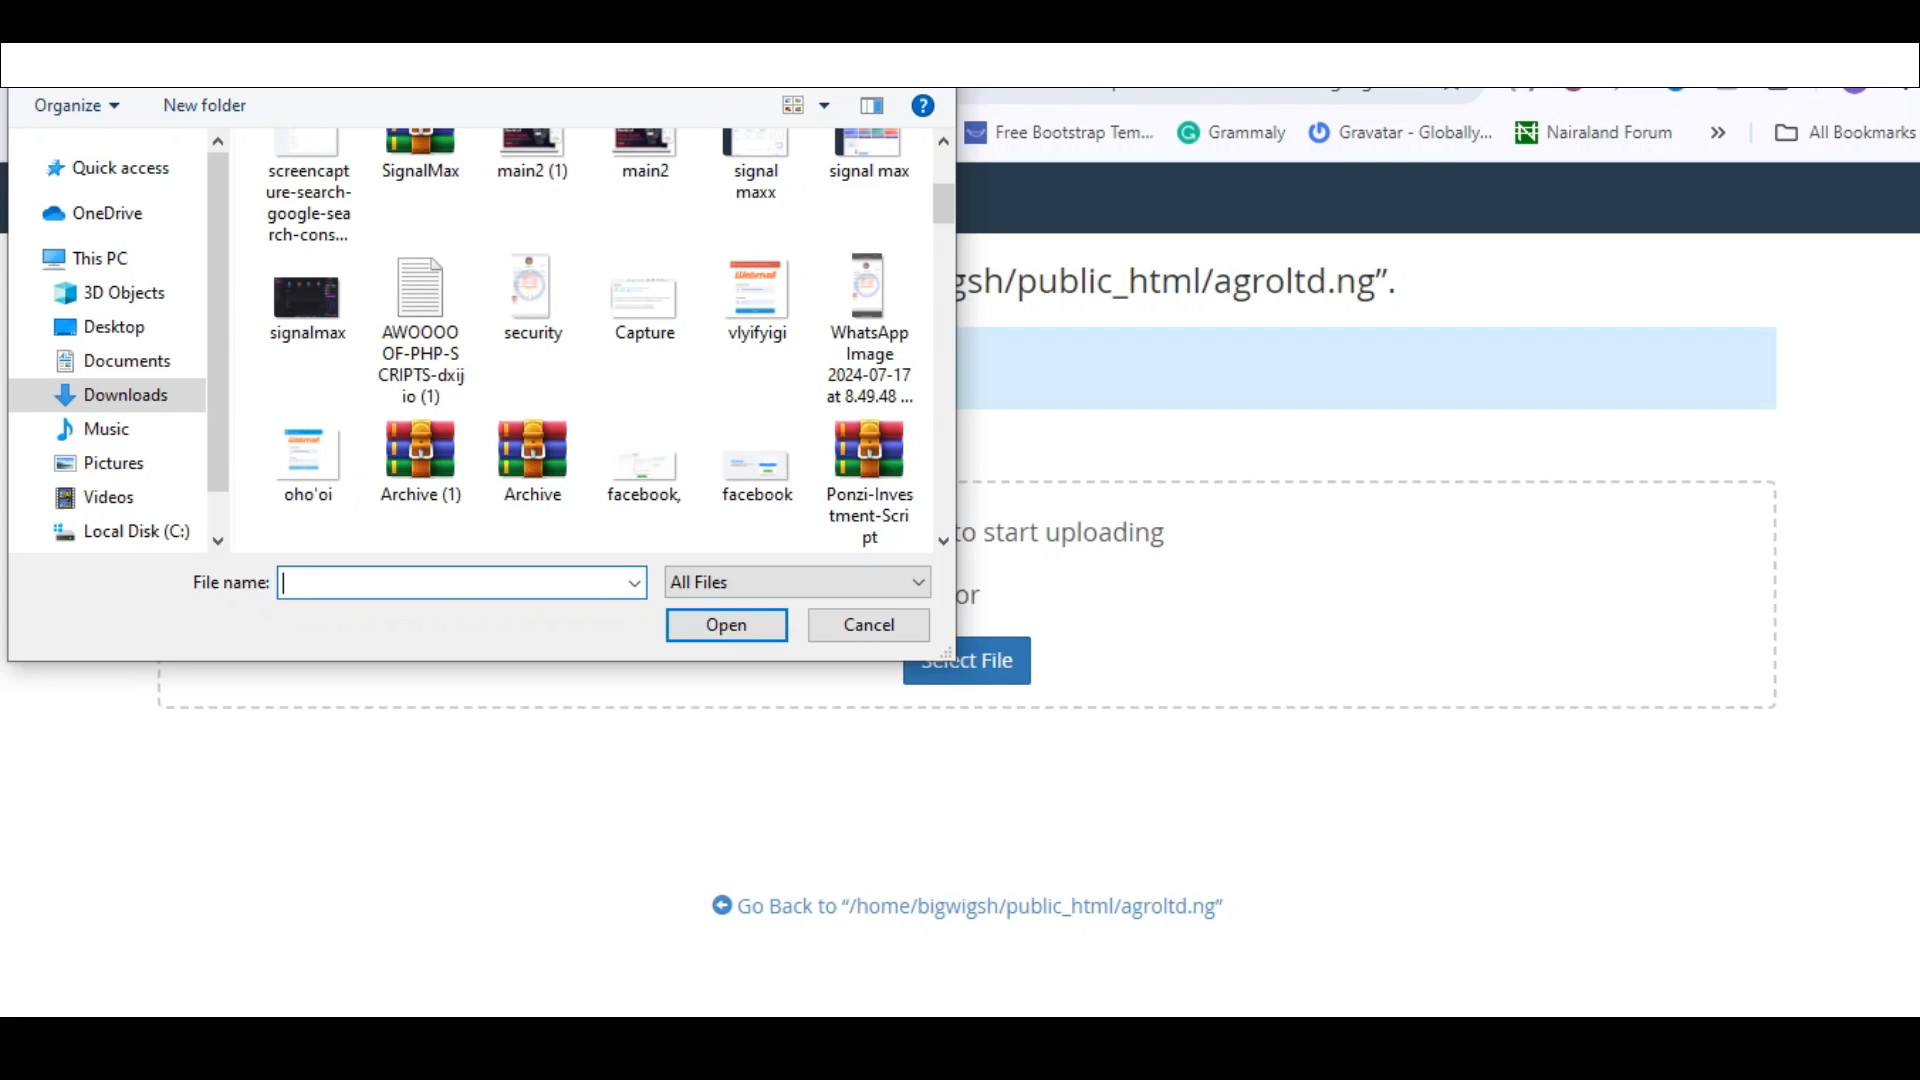 Organize
New folder
Free Bootstrap Tem...
Grammaly
Gravatar - Globally...
Nairaland Forum
»
All Bookmarks
Quick access
OneDrive
This PC
3D Objects
Desktop
Documents
Downloads
Music
Pictures
Videos
Local Disk (C:)
screencapt
ure-search-
google-sea
rch-cons...
SignalMax
main2 (1)
main2
signal
maxx
signal max
signalmax
AWOOOO
OF-PHP-S
CRIPTS-dxij
io (1)
security
Capture
Webmail
vlyifyigi
WhatsApp
Image
2024-07-17
at 8.49.48 ...
oho'oi
Archive (1)
Archive
facebook,
facebook
Ponzi-Inves
tment-Scri
pt
File name:
All Files
Open
Cancel
gsh/public_html/agroltd.ng”.
to start uploading
or
Select File
Go Back to “/home/bigwigsh/public_html/agroltd.ng”